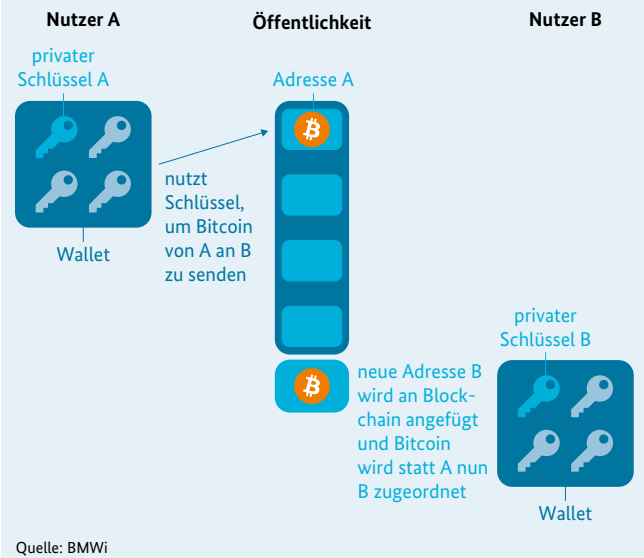 Nutzer A
Öffentlichkeit
Nutzer B
privater
Schlüssel A
Adresse A
nutzt
Schlüssel,
um Bitcoin
von A an B
zu senden
Wallet
privater
Schlüssel B
neue Adresse B
wird an Block-
chain angefügt
und Bitcoin
wird statt A nun
B zugeordnet
Wallet
Quelle: BMWi